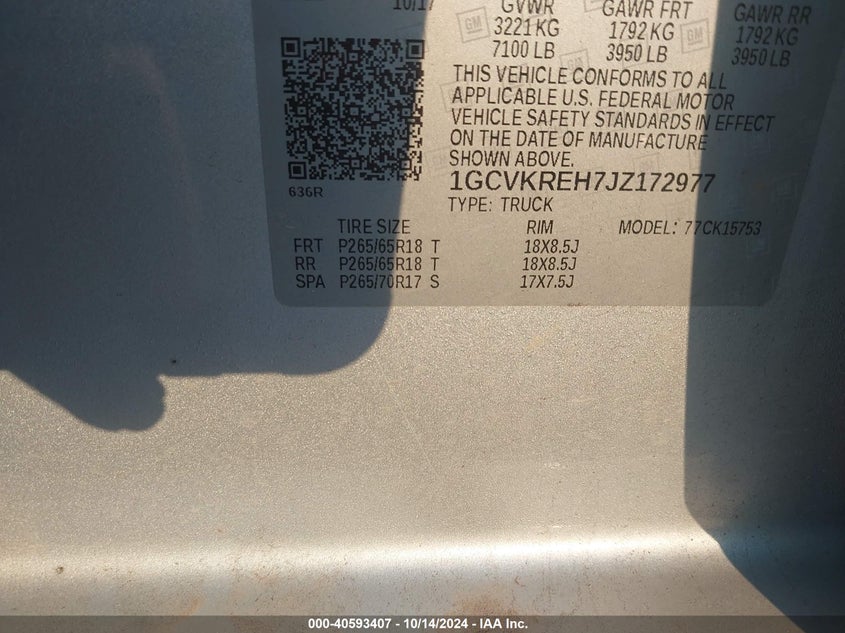 10/17
GVWR GAWR FRT GAWR RR
3221 KG 1792 KG 1792 KG
7100 LB 3950 LB 3950 LB
THIS VEHICLE CONFORMS TO ALL
APPLICABLE U.S. FEDERAL MOTOR
VEHICLE SAFETY STANDARDS IN EFFECT
ON THE DATE OF MANUFACTURE
SHOWN ABOVE.
1GCVKREH7JZ172977
TYPE: TRUCK
636R
TIRE SIZE RIM MODEL: 77CK15753
FRT P265/65R18 T 18X8.5J
RR P265/65R18 T 18X8.5J
SPA P265/70R17 S 17X7.5J
GM
GM
GM
000-40593407 - 10/14/2024 - IAA Inc.